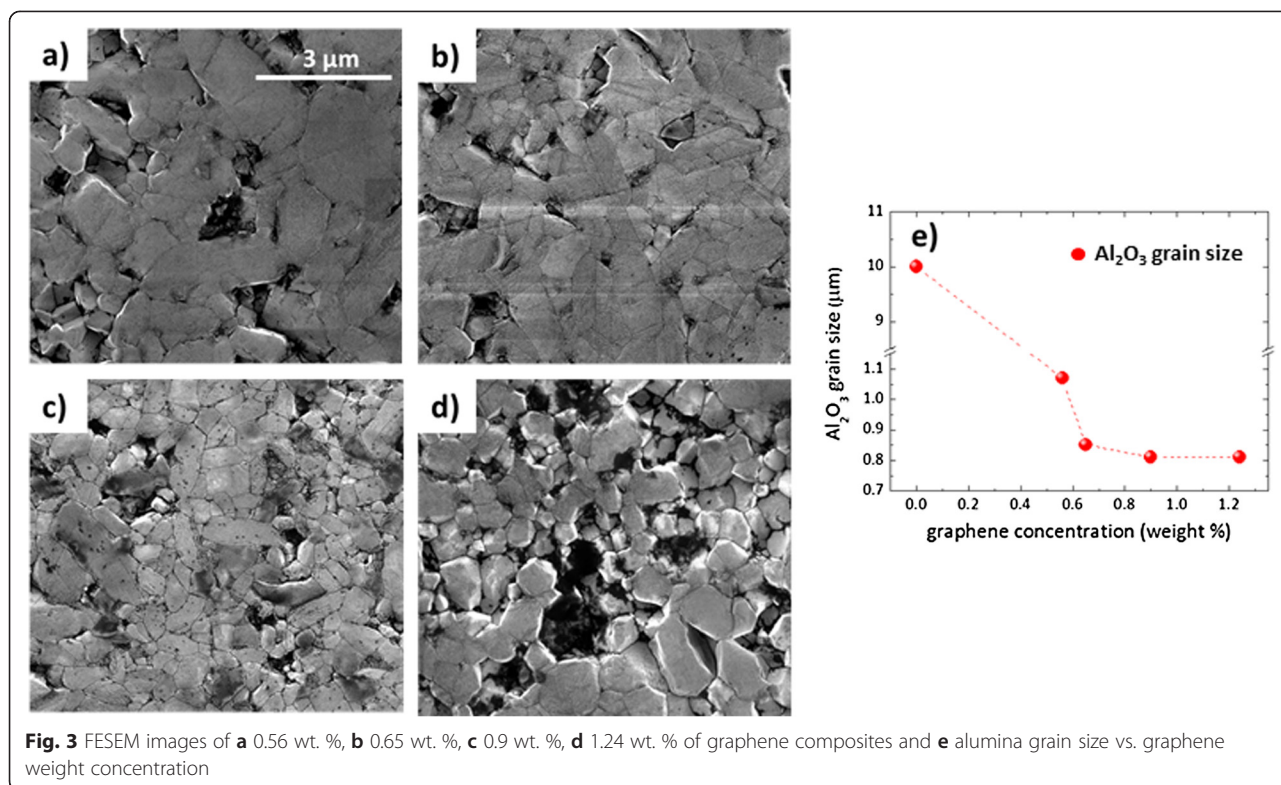 a)
3 μm
b)
c)
d)
e)
Al₂O₃ grain size
11
10
9
1.1
1.0
0.9
0.8
0.7
Al₂O₃ grain size (μm)
0.0 0.2 0.4 0.6 0.8 1.0 1.2
graphene concentration (weight %)
Fig. 3 FESEM images of a 0.56 wt. %, b 0.65 wt. %, c 0.9 wt. %, d 1.24 wt. % of graphene composites and e alumina grain size vs. graphene
weight concentration